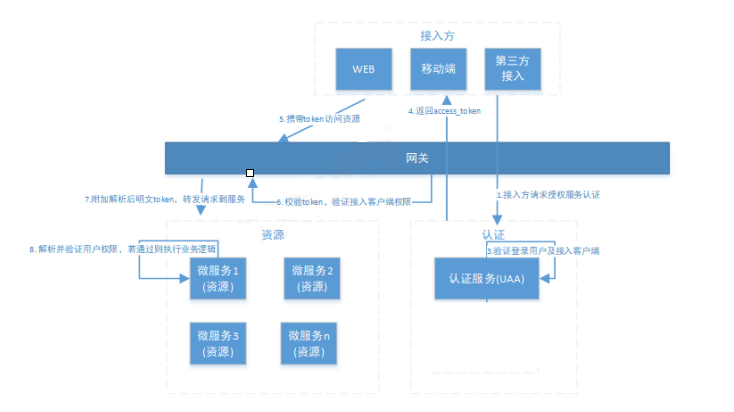 接入方
WEB
移动端
第三方
接入
4.返回access_token
5.携带token访问资源
网关
7.附加解析后明文token，转发请求到服务
6. 校验token，验证接入客户端权限
1.接入方请求授权服务认证
资源
认证
8. 解析并验证用户权限，若通过则执行业务逻辑
3.验证登录用户及接入客户端
微服务1
(资源)
微服务2
(资源)
认证服务(UAA)
微服务3
(资源)
微服务n
(资源)